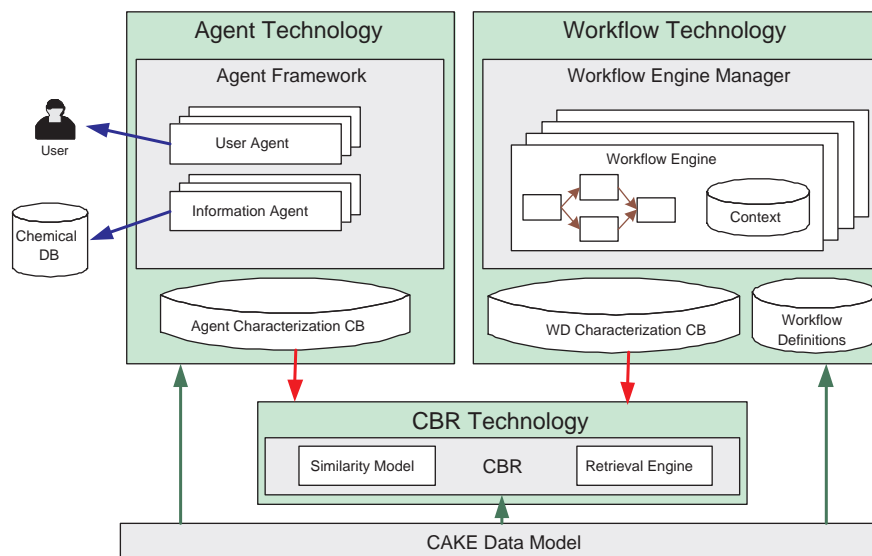 Agent Technology
Agent Framework
User
User Agent
Information Agent
Chemical
DB
Agent Characterization CB
Workflow Technology
Workflow Engine Manager
Workflow Engine
Context
WD Characterization CB
Workflow
Definitions
CBR Technology
Similarity Model
CBR
Retrieval Engine
CAKE Data Model